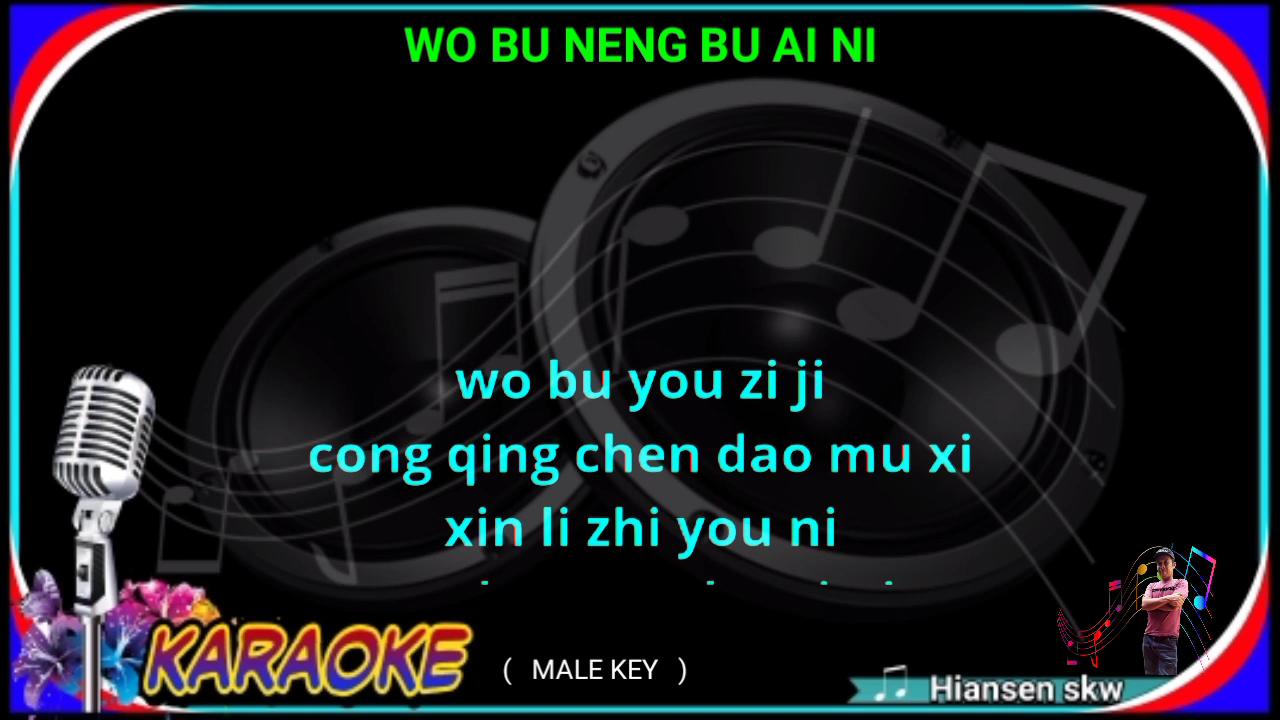 WO BU NENG BU AI NI
wo bu you zi ji
cong qing chen dao mu xi
xin li zhi you ni
KARAOKE
( MALE KEY )
Hiansen skw